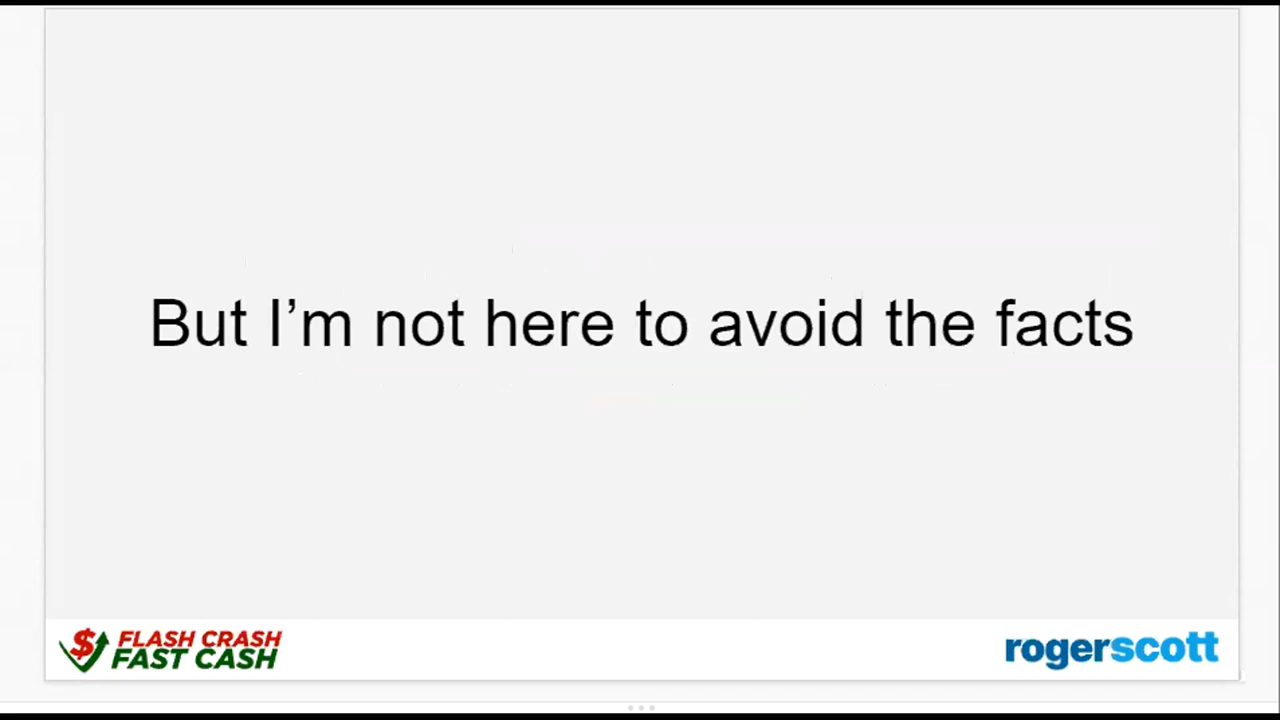 But I’m not here to avoid the facts
FLASH CRASH
FAST CASH
rogerscott